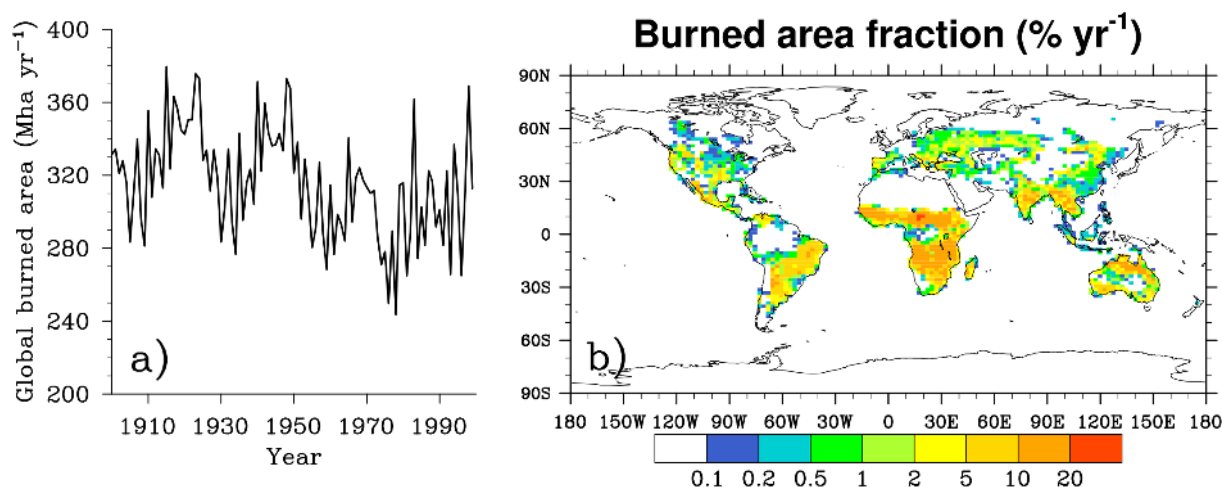 Burned area fraction (% yr⁻¹)
400
360
320
280
240
200
Global burned area (Mha yr⁻¹)
a)
1910 1930 1950 1970 1990
Year
90N
60N
30N
0
30S
60S
90S
b)
180 150W 120W 90W 60W 30W 0 30E 60E 90E 120E 150E 180
0.1 0.2 0.5 1 2 5 10 20